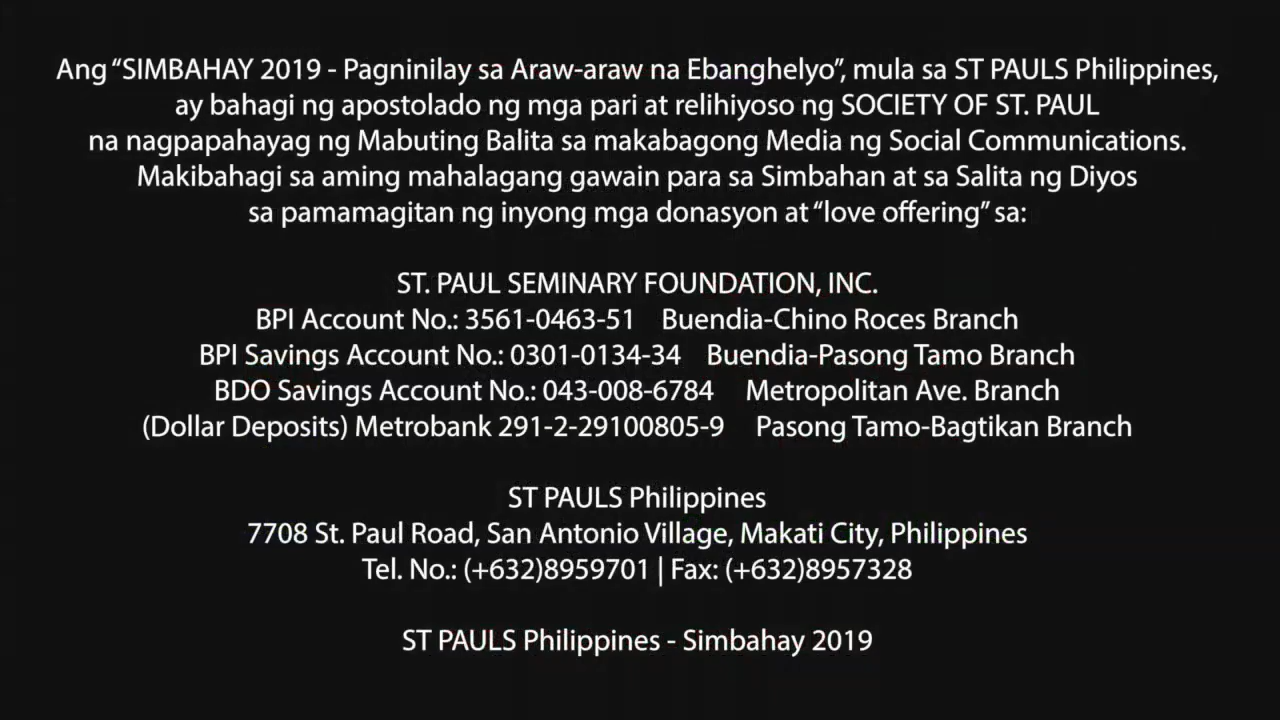 Ang “SIMBAHAY 2019 - Pagninilay sa Araw-araw na Ebanghelyo”, mula sa ST PAULS Philippines,
ay bahagi ng apostolado ng mga pari at relihiyoso ng SOCIETY OF ST. PAUL
na nagpapahayag ng Mabuting Balita sa makabagong Media ng Social Communications.
Makibahagi sa aming mahalagang gawain para sa Simbahan at sa Salita ng Diyos
sa pamamagitan ng inyong mga donasyon at “love offering” sa:
ST. PAUL SEMINARY FOUNDATION, INC.
BPI Account No.: 3561-0463-51 Buendia-Chino Roces Branch
BPI Savings Account No.: 0301-0134-34 Buendia-Pasong Tamo Branch
BDO Savings Account No.: 043-008-6784 Metropolitan Ave. Branch
(Dollar Deposits) Metrobank 291-2-29100805-9 Pasong Tamo-Bagtikan Branch
ST PAULS Philippines
7708 St. Paul Road, San Antonio Village, Makati City, Philippines
Tel. No.: (+632)8959701 | Fax: (+632)8957328
ST PAULS Philippines - Simbahay 2019